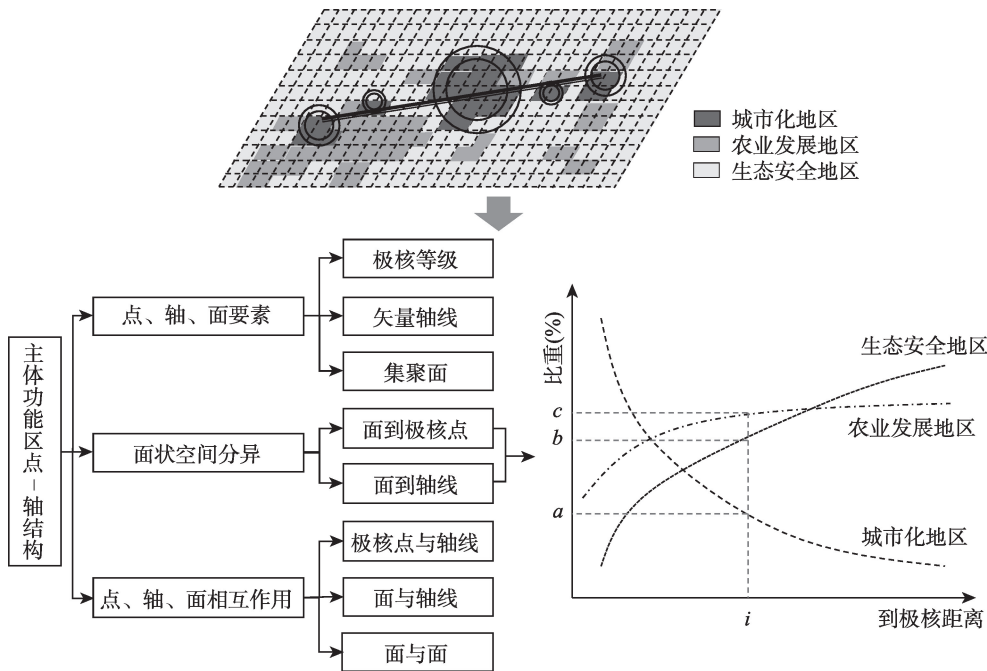 城市化地区
农业发展地区
生态安全地区
主体功能区点-轴结构
点、轴、面要素
极核等级
矢量轴线
集聚面
面状空间分异
面到极核点
面到轴线
点、轴、面相互作用
极核点与轴线
面与轴线
面与面
比重(%)
生态安全地区
农业发展地区
城市化地区
c
b
a
i
到极核距离